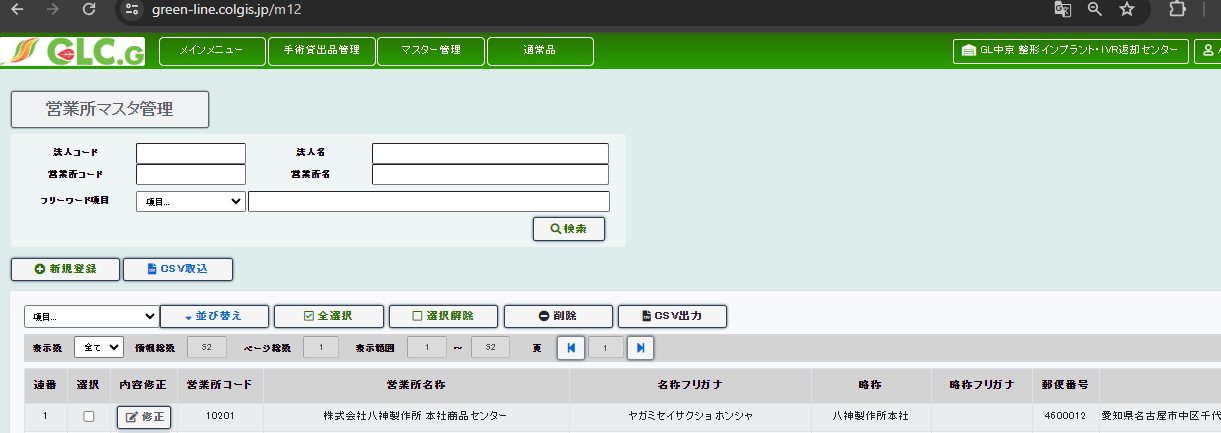 green-line.colgis.jp/m12
GLC.G メインメニュー 手術貸出品管理 マスター管理 通常品 GL中京 整形インプラント・IVR返却センター
営業所マスタ管理
法人コード 法人名
営業所コード 営業所名
フリーワード項目 項目...
検索
新規登録 CSV取込
項目... 並び替え 全選択 選択解除 削除 CSV出力
表示数 全て 情報総数 52 ページ総数 1 表示範囲 1 ～ 52 頁 1
連番 選択 内容修正 営業所コード 営業所名称 名称フリガナ 略称 略称フリガナ 郵便番号
1 修正 10201 株式会社八神製作所 本社商品センター ヤガミセイサクショ ホンシャ 八神製作所本社 4600012 愛知県名古屋市中区千代